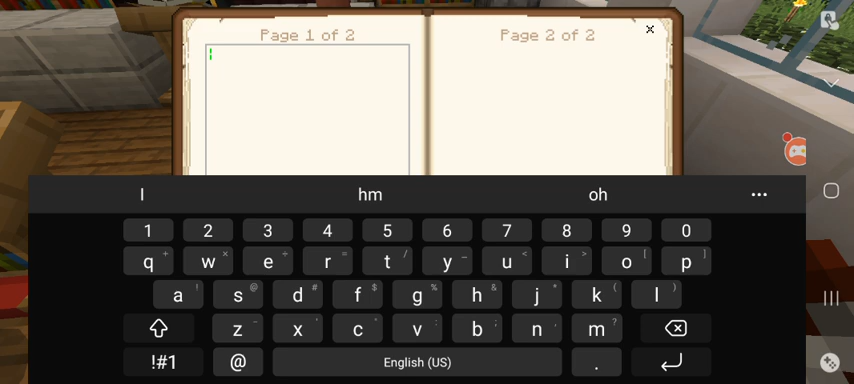 Page 1 of 2 Page 2 of 2
l hm oh ...
1 2 3 4 5 6 7 8 9 0
q + w × e ÷ r = t / y _ u < i > o [ p ]
a ! s @ d # f $ g % h & j * k ( l )
z - x ' c " v : b ; n , m ?
!#1 @ English (US) .